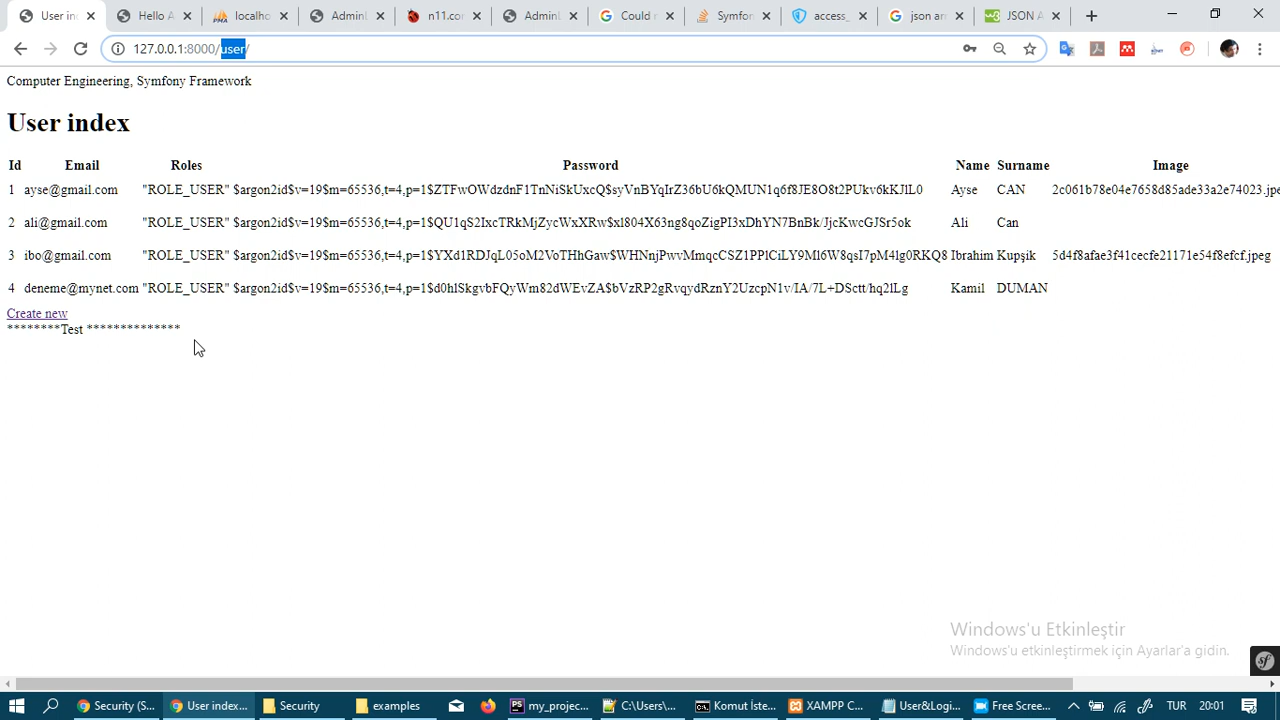 User in
Hello A
localho
AdminL
n11.co
AdminL
Could
Symfor
access_
json ar
JSON A
127.0.0.1:8000/user/
Computer Engineering, Symfony Framework
User index
Id Email Roles Password Name Surname Image
1 ayse@gmail.com "ROLE_USER" $argon2id$v=19$m=65536,t=4,p=1$ZTFwOWdzdnF1TnNiSkUxcQ$syVnBYqIrZ36bU6kQMUN1q6f8JE8O8t2PUkv6kKJlL0 Ayse CAN 2c061b78e04e7658d85ade33a2e74023.jpe
2 ali@gmail.com "ROLE_USER" $argon2id$v=19$m=65536,t=4,p=1$QU1qS2IxcTRkMjZycWxXRw$xl804X63ng8qoZigPI3xDhYN7BnBk/JjcKwcGJSr5ok Ali Can
3 ibo@gmail.com "ROLE_USER" $argon2id$v=19$m=65536,t=4,p=1$YXd1RDJqL05oM2VoTHhGaw$WHNnjPwvMmqcCSZ1PPlCiLY9Ml6W8qsI7pM4lg0RKQ8 Ibrahim Kupşik 5d4f8afae3f41cecfe21171e54f8efcf.jpeg
4 deneme@mynet.com "ROLE_USER" $argon2id$v=19$m=65536,t=4,p=1$d0hlSkgvbFQyWm82dWEvZA$bVzRP2gRvqydRznY2UzcpN1v/IA/7L+DSctt/hq2lLg Kamil DUMAN
Create new
********Test **************
Windows'u Etkinleştir
Windows'u etkinleştirmek için Ayarlar'a gidin.
sf
Security (S...
User index...
Security
examples
my_projec...
C:\Users\...
Komut İste...
XAMPP C...
User&Logi...
Free Scree...
TUR
20:01